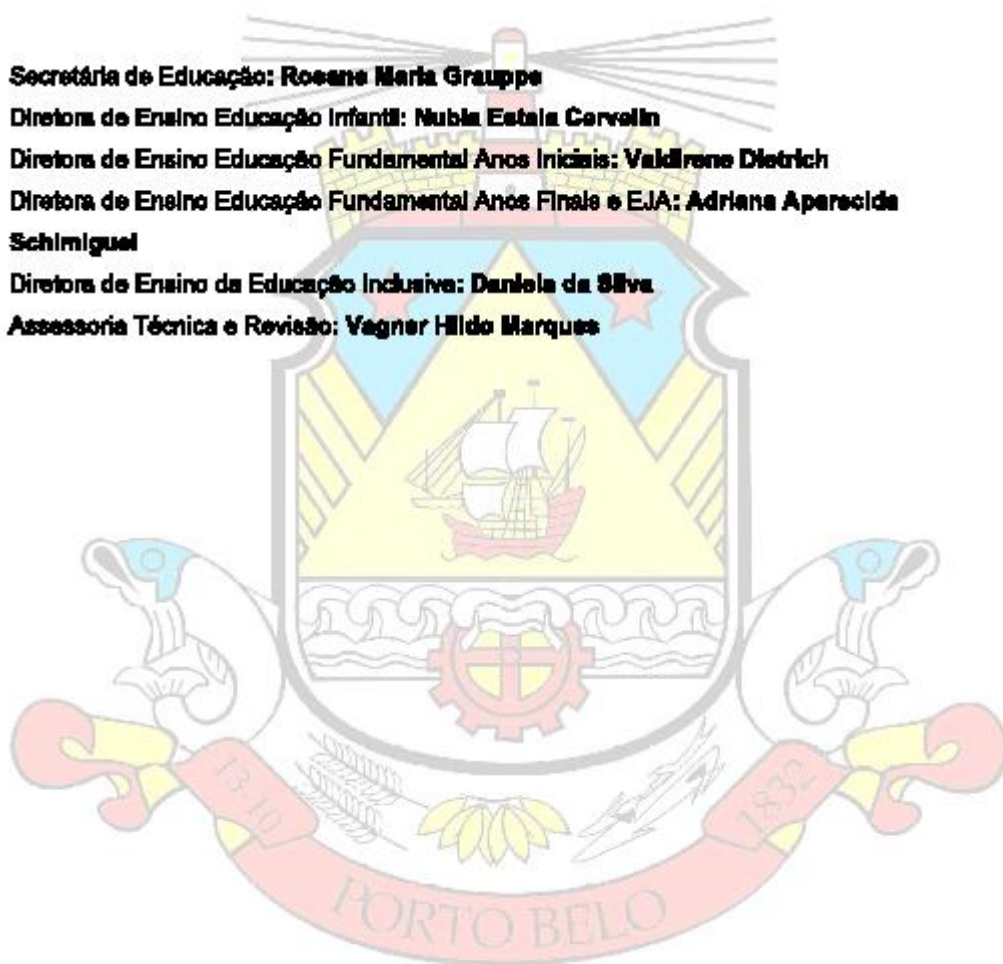 Secretária de Educação: Rosane Maria Grauppe
Diretora de Ensino Educação Infantil: Nubia Estela Corvelin
Diretora de Ensino Educação Fundamental Anos Iniciais: Valdirene Dietrich
Diretora de Ensino Educação Fundamental Anos Finais e EJA: Adriana Aparecida
Schimiguel
Diretora de Ensino da Educação Inclusiva: Daniela da Silva
Assessoria Técnica e Revisão: Vagner Hildo Marques
13-10 1832
PORTO BELO